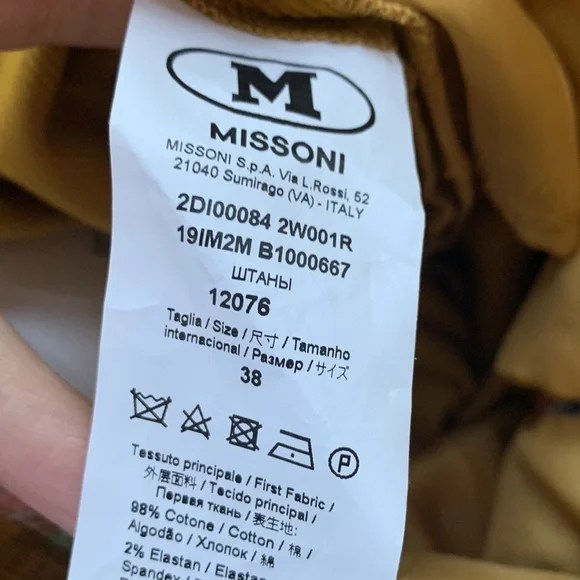 M
MISSONI
MISSONI S.p.A. Via L.Rossi, 52
21040 Sumirago (VA) - ITALY
2DI00084 2W001R
19IM2M B1000667
ШТАНЫ
12076
Taglia / Size / 尺寸 / Tamanho
internacional / Размер / サイズ
38
P
Tessuto principale / First Fabric /
外层面料 / Tecido principal /
Первая ткань / 表生地:
98% Cotone / Cotton / 棉 /
Algodão / Хлопок / 綿
2% Elastan / Elastan /
Spandex /